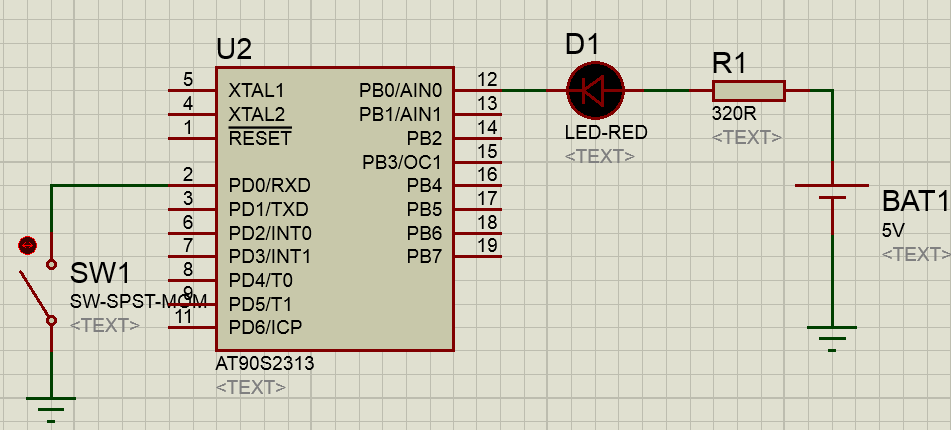 U2
5 XTAL1 PB0/AIN0 12
4 XTAL2 PB1/AIN1 13
1 RESET PB2 14
PB3/OC1 15
2 PD0/RXD PB4 16
3 PD1/TXD PB5 17
6 PD2/INT0 PB6 18
7 PD3/INT1 PB7 19
8 PD4/T0
9 PD5/T1
11 PD6/ICP
AT90S2313
<TEXT>
D1
LED-RED
<TEXT>
R1
320R
<TEXT>
BAT1
5V
<TEXT>
SW1
SW-SPST-MOM
<TEXT>